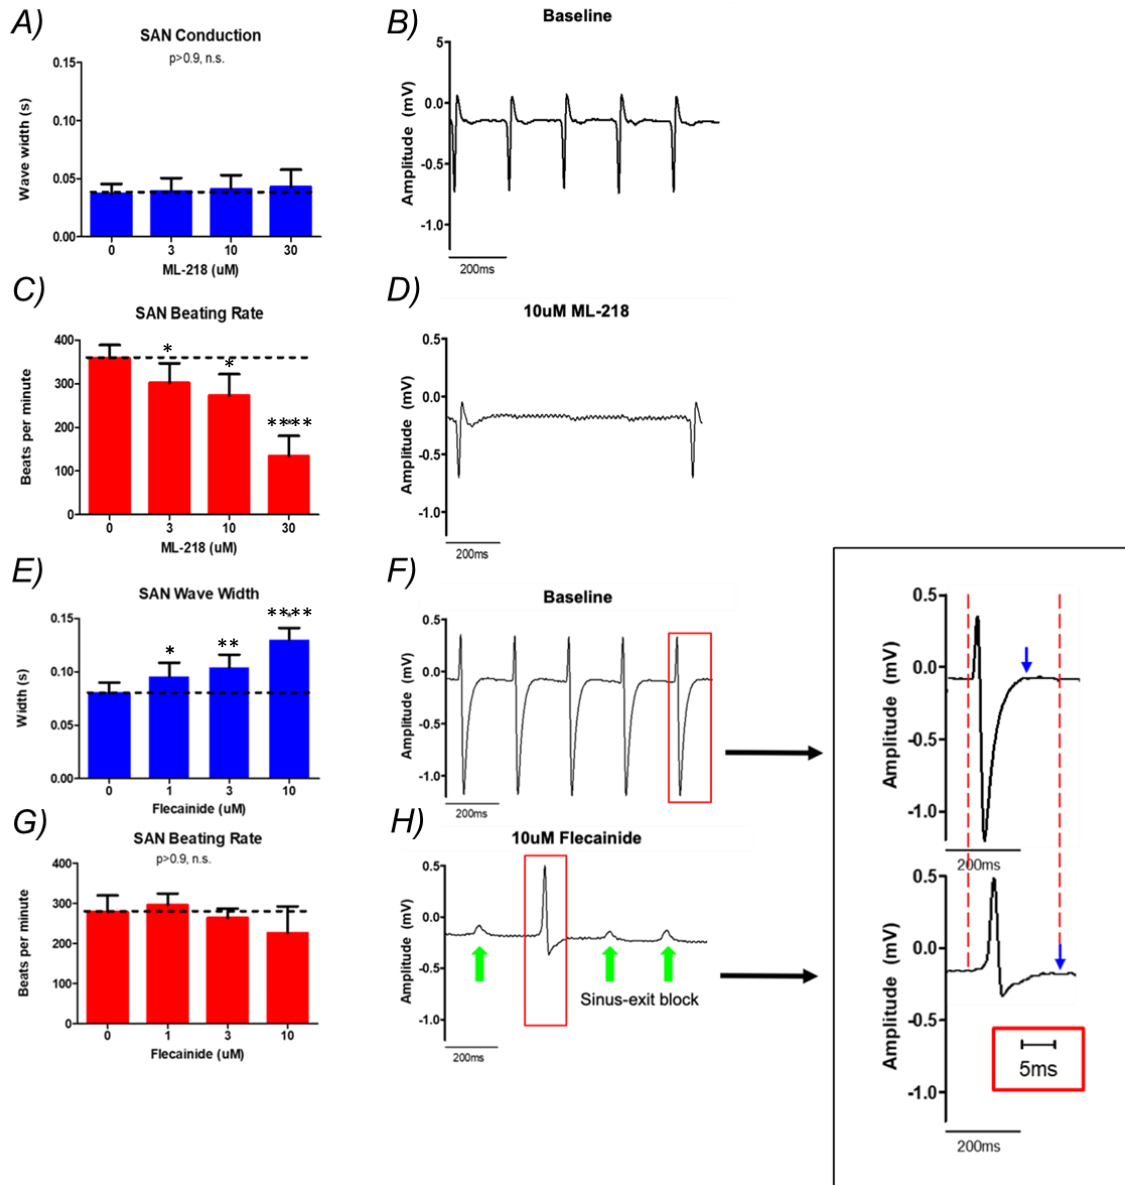 A)
SAN Conduction
p>0.9, n.s.
Wave width (s)
0.15
0.10
0.05
0.00
0 3 10 30
ML-218 (uM)
B)
Baseline
Amplitude (mV)
5
0.0
-0.5
-1.0
200ms
C)
SAN Beating Rate
Beats per minute
400
300
200
100
0
* * ****
0 3 10 30
ML-218 (uM)
D)
10uM ML-218
Amplitude (mV)
0.5
0.0
-0.5
-1.0
200ms
E)
SAN Wave Width
Width (s)
0.15
0.10
0.05
0.00
* ** ****
0 1 3 10
Flecainide (uM)
F)
Baseline
Amplitude (mV)
0.5
0.0
-0.5
-1.0
200ms
G)
SAN Beating Rate
p>0.9, n.s.
Beats per minute
400
300
200
100
0
0 1 3 10
Flecainide (uM)
H)
10uM Flecainide
Amplitude (mV)
0.5
0.0
-0.5
-1.0
Sinus-exit block
200ms
Amplitude (mV)
0.5
0.0
-0.5
-1.0
200ms
Amplitude (mV)
0.5
0.0
-0.5
-1.0
5ms
200ms